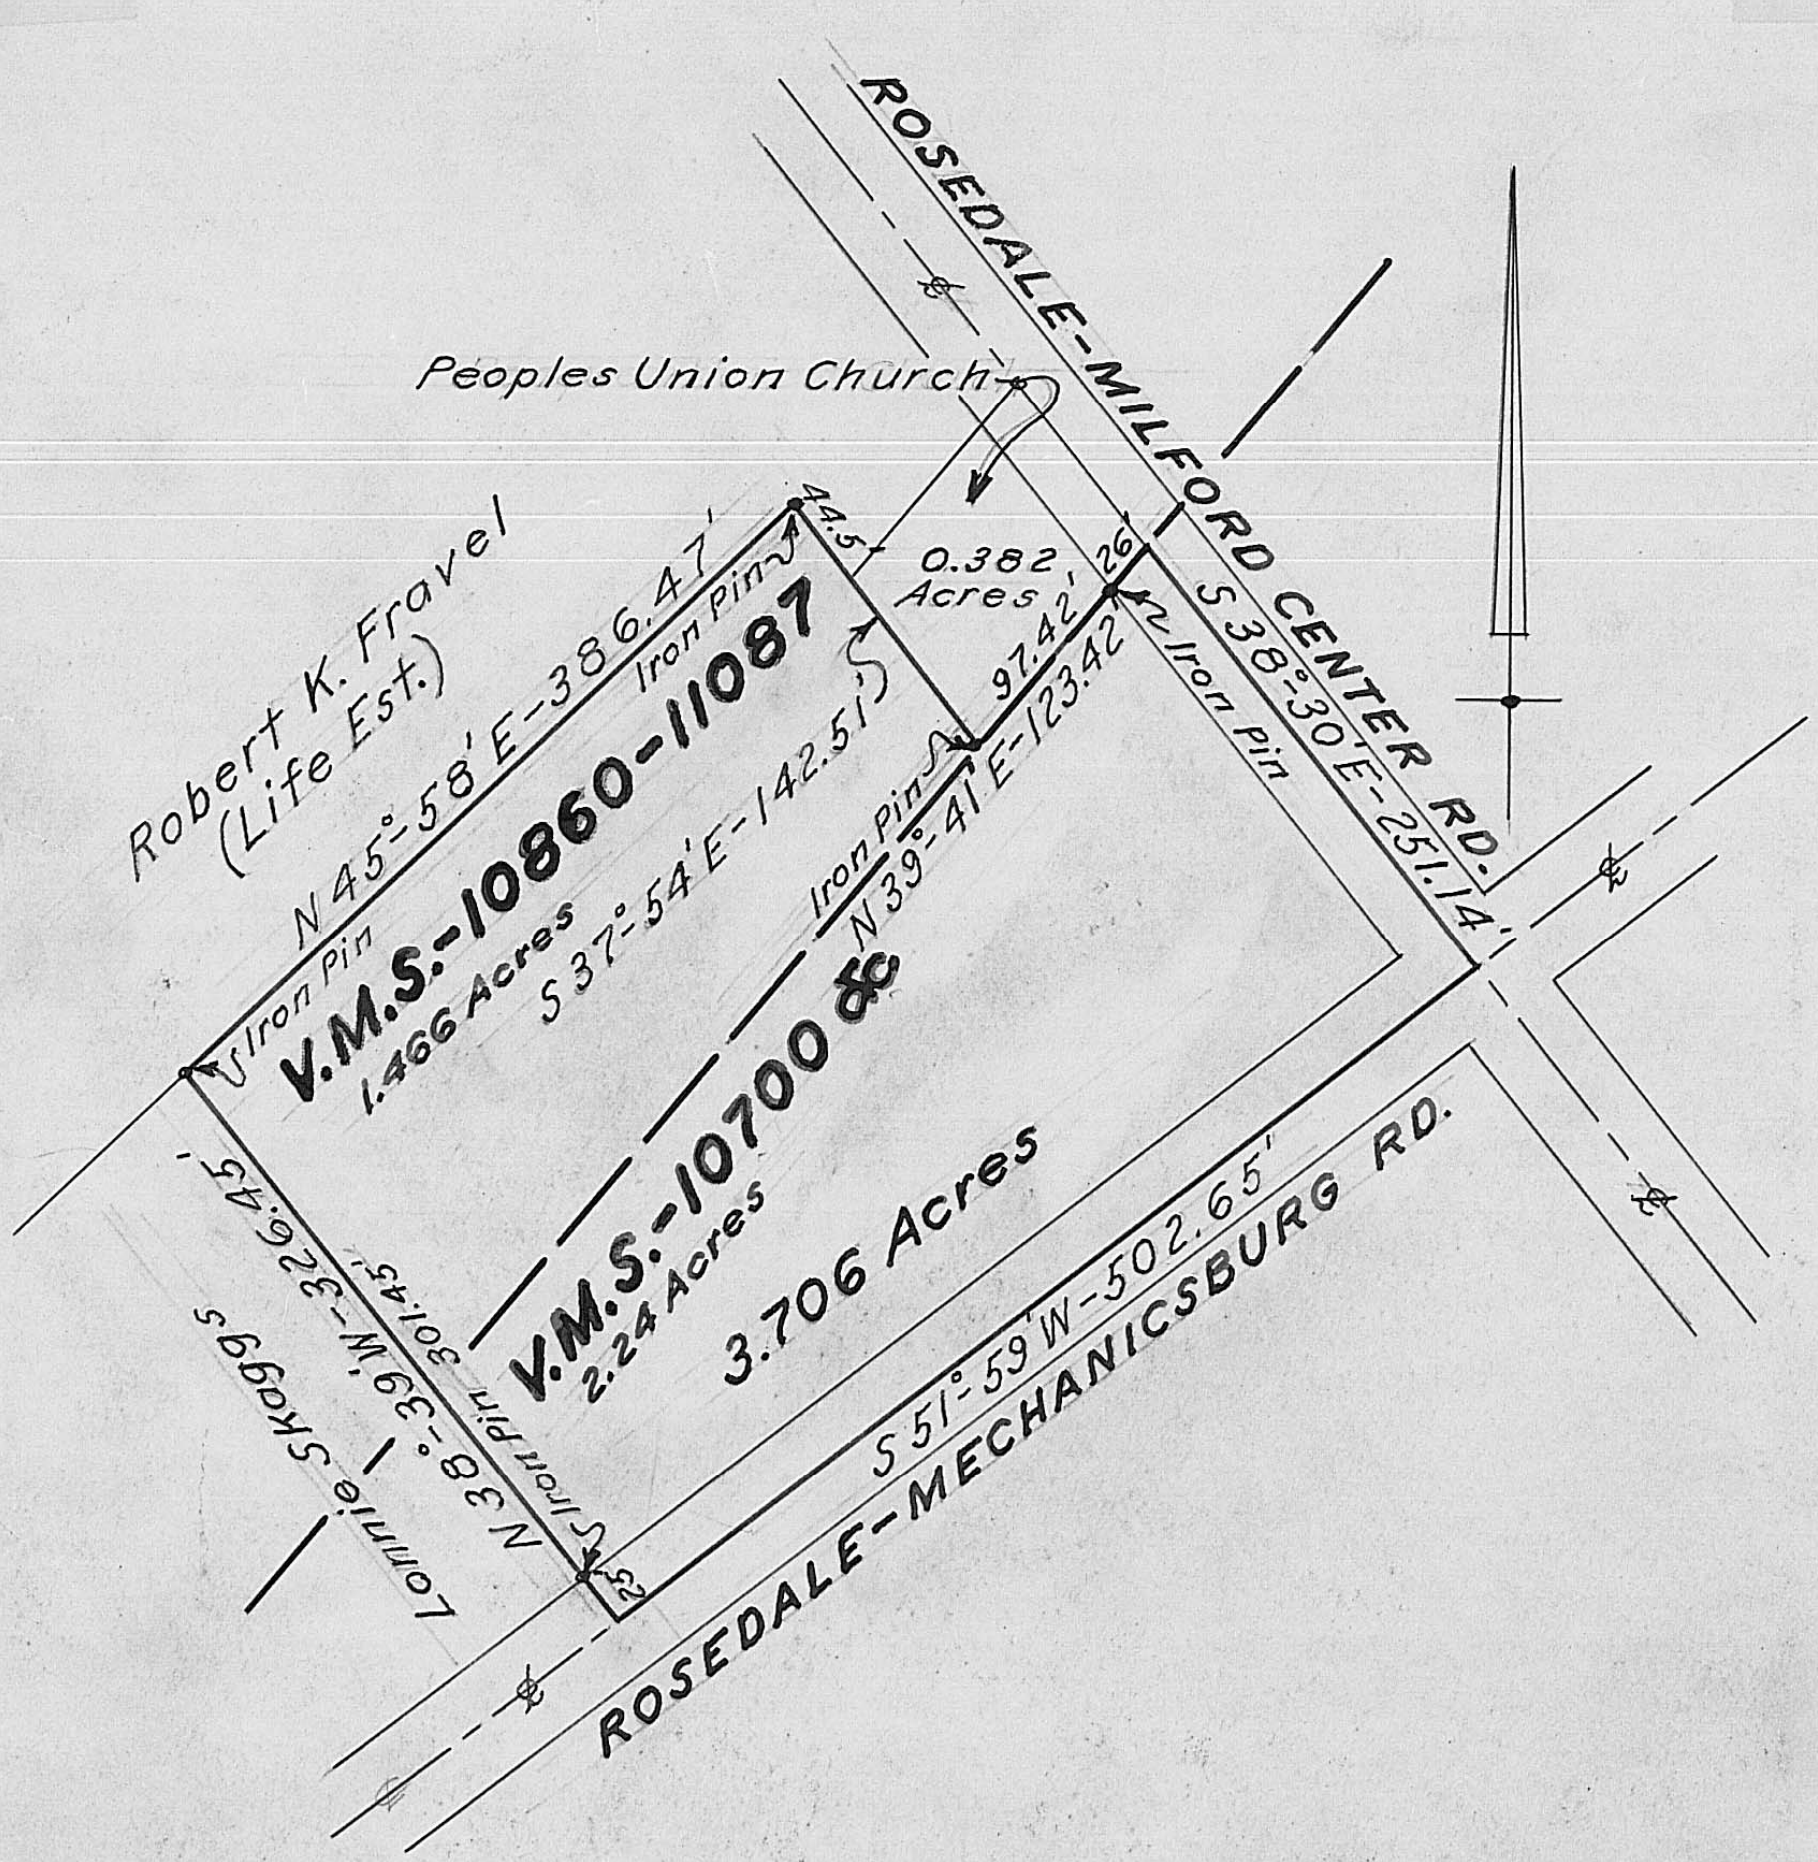 ROSEDALE-MILFORD CENTER RD.
℄
Peoples Union Church
44.5'
0.382
Acres
26'
97.42'
N 39°-41' E-123.42'
Iron Pin
S 38°-30' E-251.14'
Robert K. Fravel
(Life Est.)
N 45°-58' E-386.47'
Iron Pin
Iron Pin
V.M.S.-10860-11087
1.466 Acres
S 37°-54' E-142.51'
Iron Pin
V.M.S.-10700 &c
2.24 Acres
3.706 Acres
℄
℄
N 38°-39' W-326.45'
301.45'
Iron Pin
25'
Lonnie Skaggs
S 51°-59' W-502.65'
ROSEDALE-MECHANICSBURG RD.
℄
℄